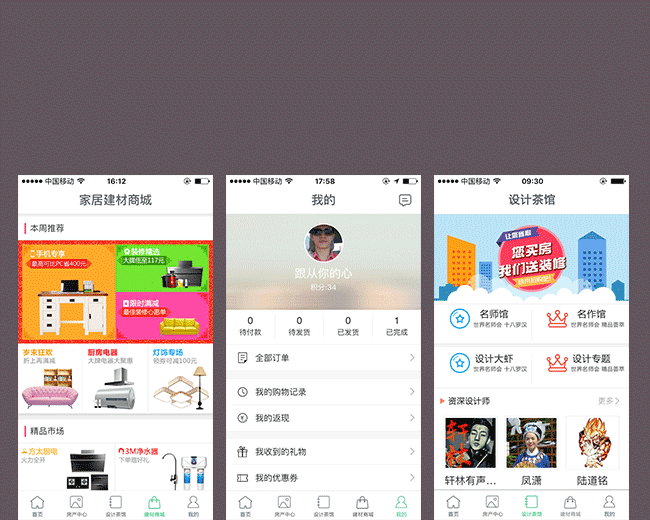 中国移动
16:12
家居建材商城
本周推荐
手机专享
最高可比PC省400元
装修精选
大牌低至117元
限时满减
最佳装修心愿单
岁末狂欢
折上再满减
厨房电器
大牌电器大聚惠
灯饰专场
领券可减100元
精品市场
方太厨电
火力全开
3M净水器
下单赠好礼
首页
房产中心
设计茶馆
建材商城
我的
中国移动
17:58
我的
跟从你的心
积分:34
0
待付款
0
待发货
0
已发货
1
已完成
全部订单
我的购物记录
我的返现
我收到的礼物
我的优惠券
首页
房产中心
设计茶馆
建材商城
我的
中国移动
09:30
设计茶馆
让您省心
您买房
我们送装修
名师馆
世界名师会 十八罗汉
名作馆
世界名师会 精品荟萃
设计大虾
世界名师会 十八罗汉
设计专题
世界名师会 精品荟萃
资深设计师
更多
轩林有声...
凤潇
陆道铭
首页
房产中心
设计茶馆
建材商城
我的